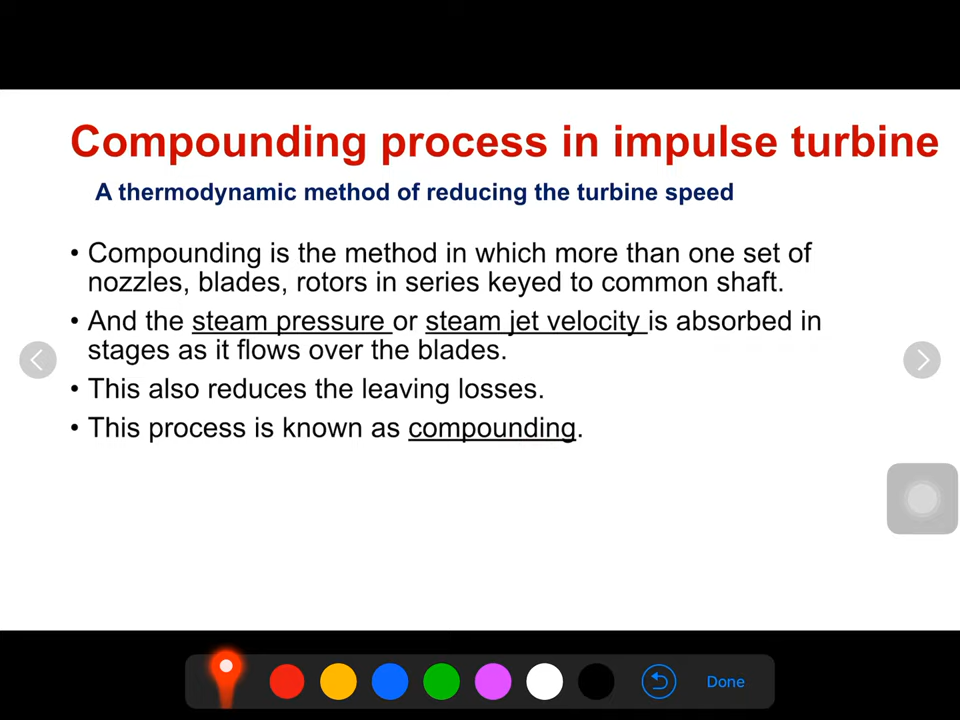 Compounding process in impulse turbine
A thermodynamic method of reducing the turbine speed
• Compounding is the method in which more than one set of
nozzles, blades, rotors in series keyed to common shaft.
• And the steam pressure or steam jet velocity is absorbed in
stages as it flows over the blades.
• This also reduces the leaving losses.
• This process is known as compounding.
Done